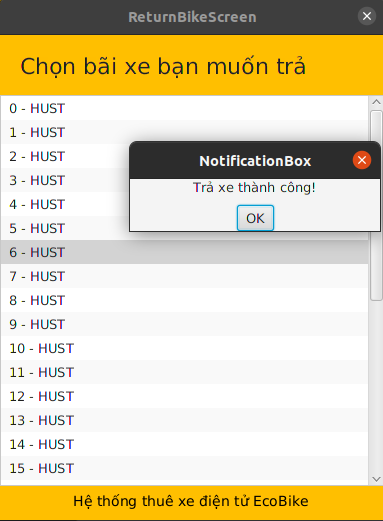 ReturnBikeScreen
Chọn bãi xe bạn muốn trả
0 - HUST
1 - HUST
2 - HUST
3 - HUST
4 - HUST
5 - HUST
6 - HUST
7 - HUST
8 - HUST
9 - HUST
10 - HUST
11 - HUST
12 - HUST
13 - HUST
14 - HUST
15 - HUST
NotificationBox
Trả xe thành công!
OK
Hệ thống thuê xe điện tử EcoBike